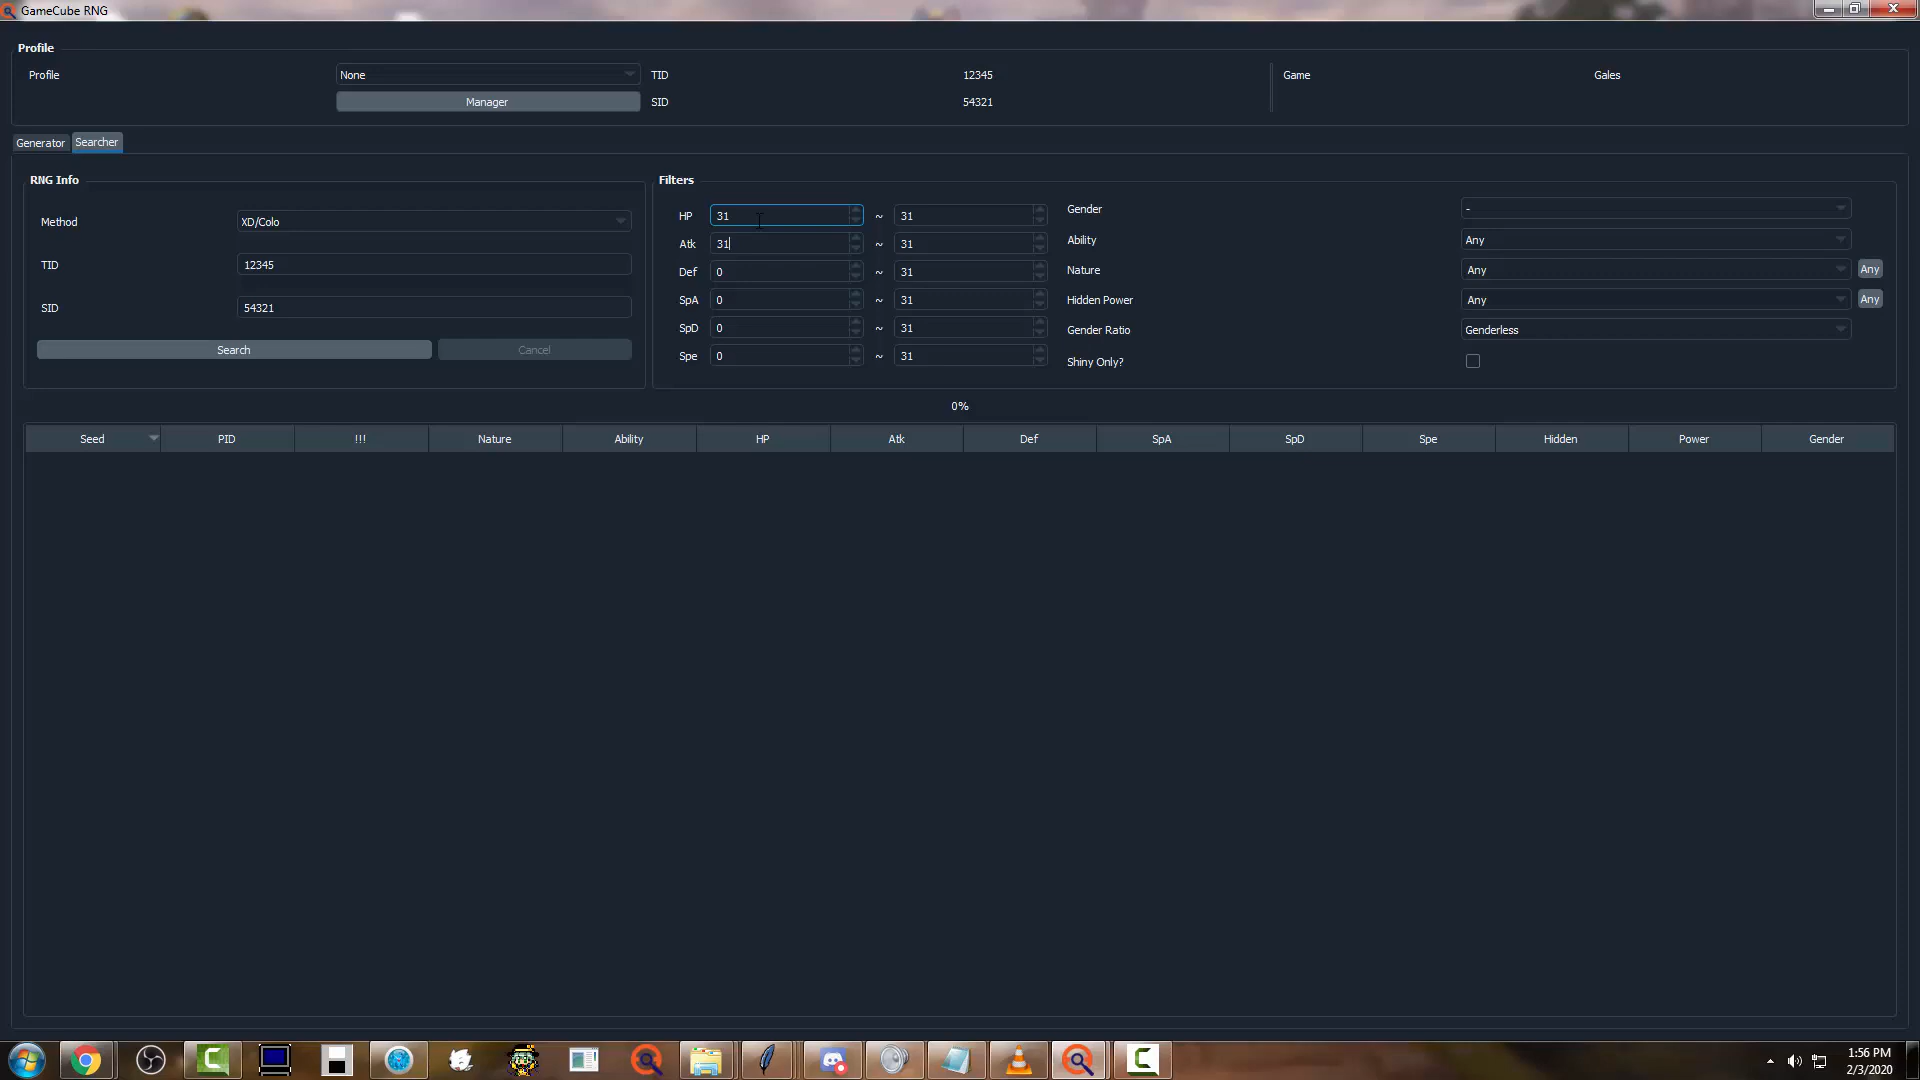 GameCube RNG
Profile
Profile None TID 12345 Game Gales
Manager SID 54321
Generator Searcher
RNG Info
Method XD/Colo
TID 12345
SID 54321
Search Cancel
Filters
HP 31 ~ 31
Atk 31 ~ 31
Def 0 ~ 31
SpA 0 ~ 31
SpD 0 ~ 31
Spe 0 ~ 31
Gender -
Ability Any
Nature Any Any
Hidden Power Any Any
Gender Ratio Genderless
Shiny Only?
0%
Seed PID !!! Nature Ability HP Atk Def SpA SpD Spe Hidden Power Gender
1:56 PM
2/3/2020